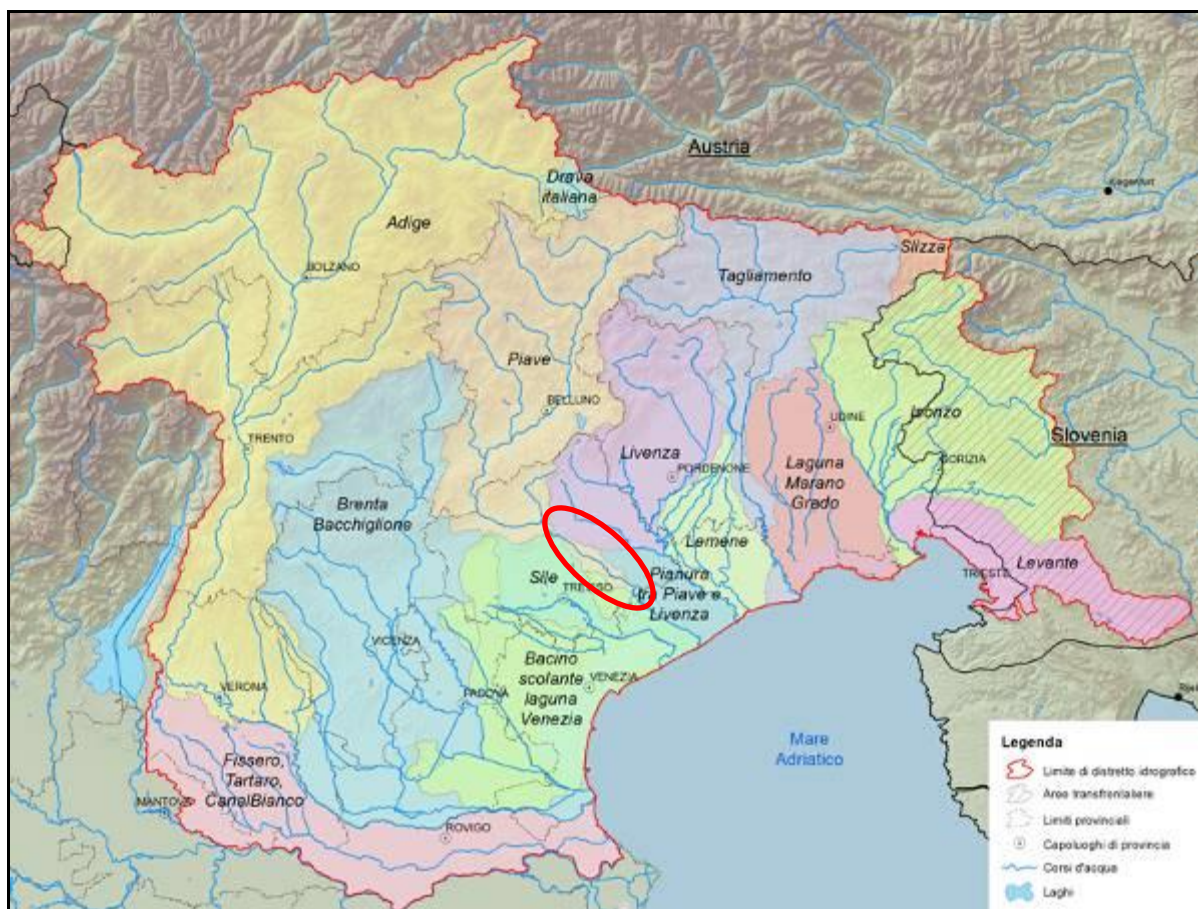 Austria
Drava
italiana
Adige
Slizza
Tagliamento
BOLZANO
Piave
BELLUNO
Isonzo
UDINE
Slovenia
TRENTO
Livenza
PORDENONE
GORIZIA
Laguna
Marano
Grado
Brenta
Bacchiglione
Lemene
Levante
TRIESTE
Sile
TREVISO
Pianura
tra Piave e
Livenza
VICENZA
Bacino
scolante
laguna
Venezia
VENEZIA
PADOVA
VERONA
Mare
Adriatico
Fissero,
Tartaro,
CanalBianco
MANTOVA
ROVIGO
Legenda
Limite di distretto idrografico
Aree transfrontaliere
Limiti provinciali
Capoluoghi di provincia
Corsi d'acqua
Laghi